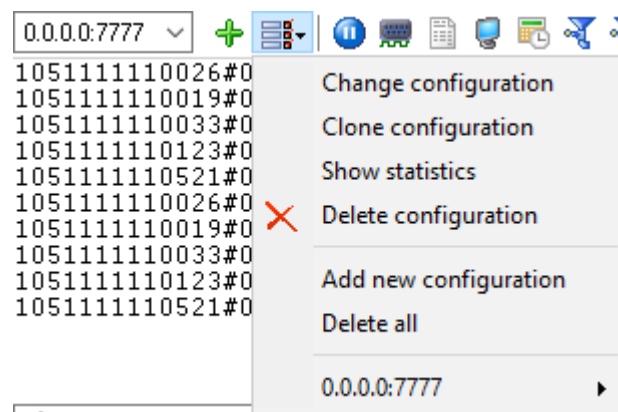 0.0.0.0:7777
1051111110026#0
1051111110019#0
1051111110033#0
1051111110123#0
1051111110521#0
1051111110026#0
1051111110019#0
1051111110033#0
1051111110123#0
1051111110521#0
Change configuration
Clone configuration
Show statistics
Delete configuration
Add new configuration
Delete all
0.0.0.0:7777